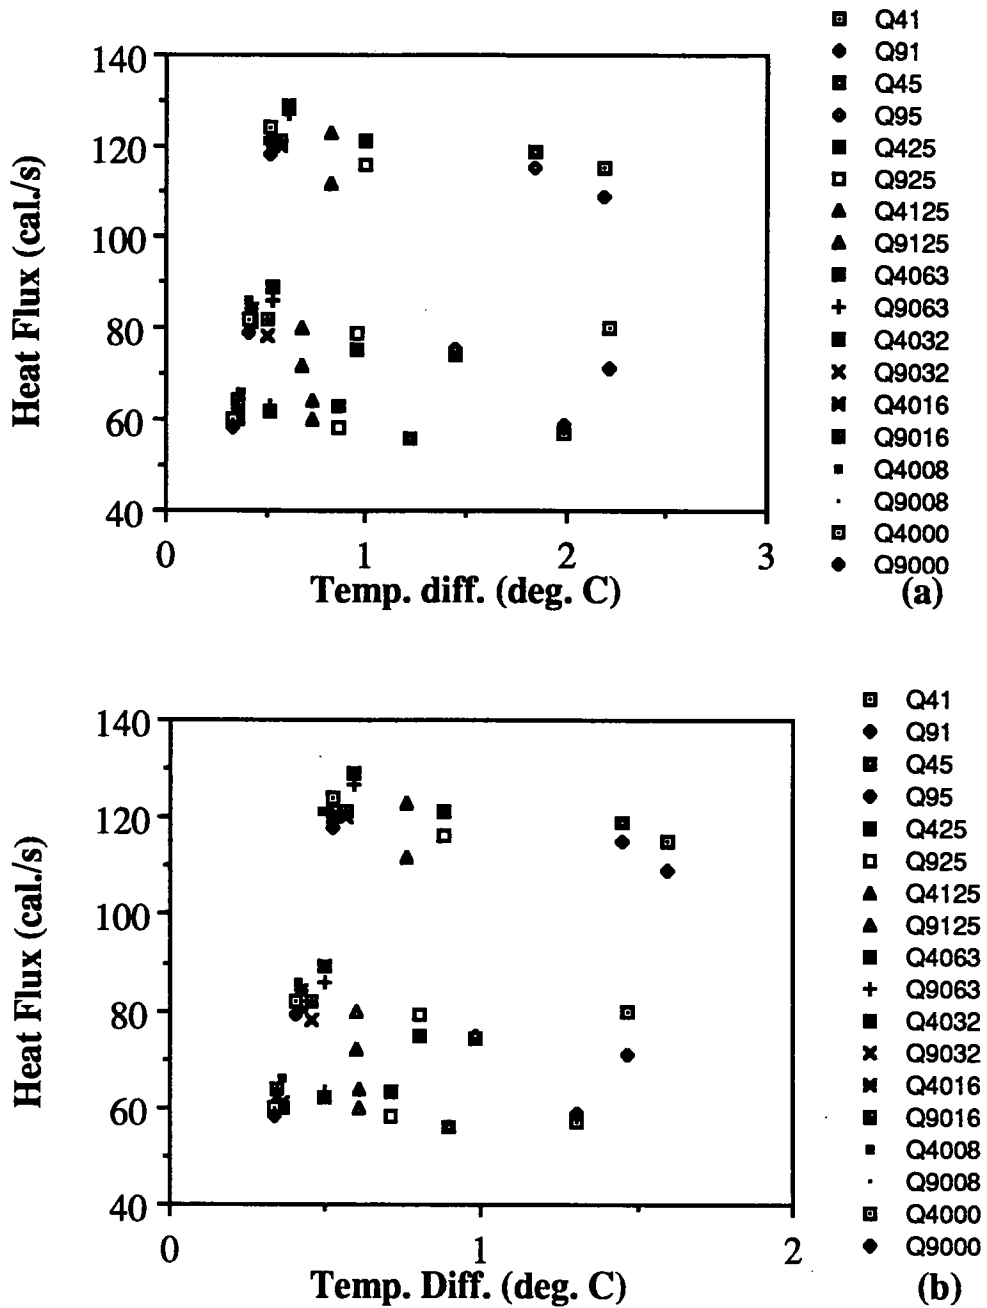 Q41
Q91
Q45
Q95
Q425
Q925
Q4125
Q9125
Q4063
Q9063
Q4032
Q9032
Q4016
Q9016
Q4008
Q9008
Q4000
Q9000
140
120
100
80
60
40
Heat Flux (cal./s)
0 1 2 3
Temp. diff. (deg. C)
(a)
Q41
Q91
Q45
Q95
Q425
Q925
Q4125
Q9125
Q4063
Q9063
Q4032
Q9032
Q4016
Q9016
Q4008
Q9008
Q4000
Q9000
140
120
100
80
60
40
Heat Flux (cal./s)
0 1 2
Temp. Diff. (deg. C)
(b)